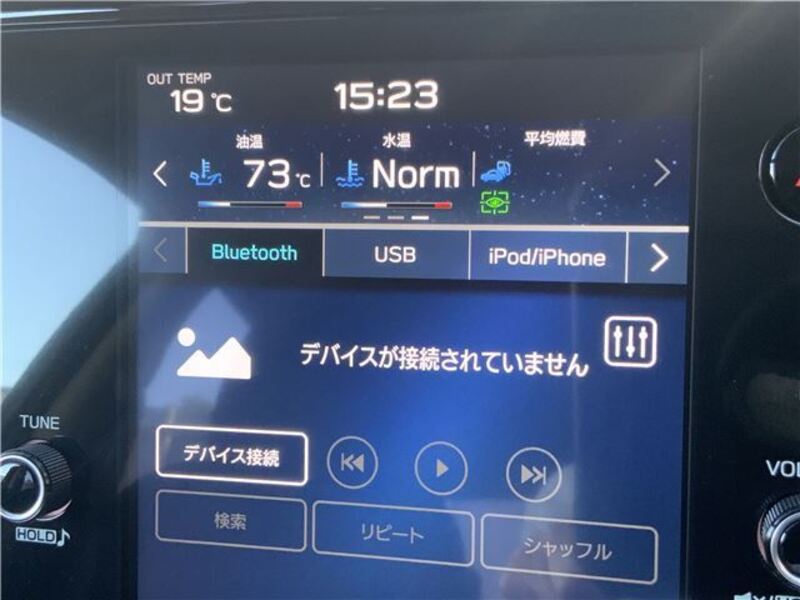 OUT TEMP
19 °C
15:23
油温
水温
平均燃費
73 °C
Norm
Bluetooth
USB
iPod/iPhone
デバイスが接続されていません
TUNE
デバイス接続
VOL
HOLD♪
検索
リピート
シャッフル